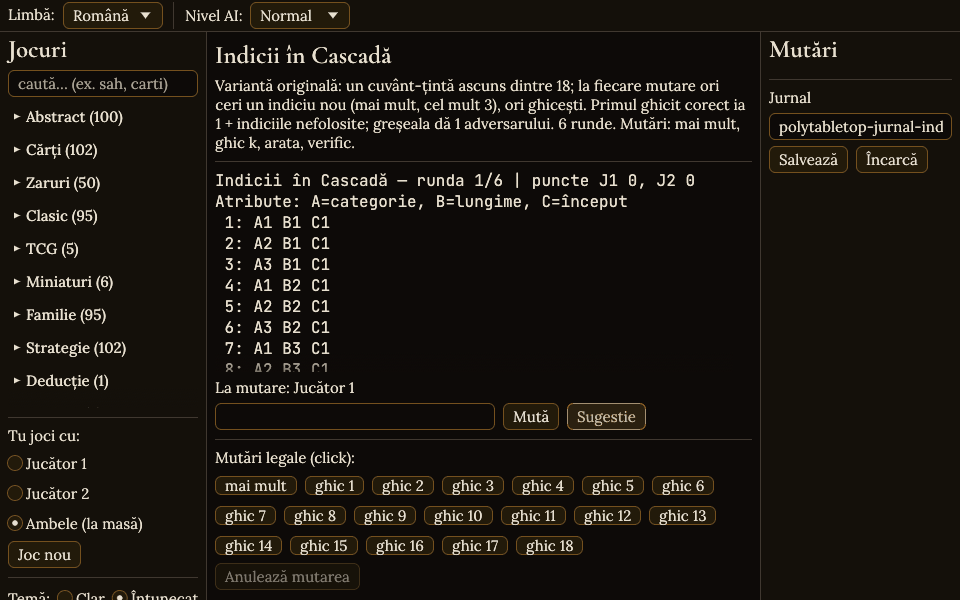 Limbă: Română ▼ Nivel AI: Normal ▼
Jocuri
caută... (ex. sah, carti)
▸ Abstract (100)
▸ Cărți (102)
▸ Zaruri (50)
▸ Clasic (95)
▸ TCG (5)
▸ Miniaturi (6)
▸ Familie (95)
▸ Strategie (102)
▸ Deducție (1)
Tu joci cu:
Jucător 1
Jucător 2
Ambele (la masă)
Joc nou
Temă: Clar Întunecat
Indicii în Cascadă
Variantă originală: un cuvânt-țintă ascuns dintre 18; la fiecare mutare ori
ceri un indiciu nou (mai mult, cel mult 3), ori ghicești. Primul ghicit corect ia
1 + indiciile nefolosite; greșeala dă 1 adversarului. 6 runde. Mutări: mai mult,
ghic k, arata, verific.
Indicii în Cascadă — runda 1/6 | puncte J1 0, J2 0
Atribute: A=categorie, B=lungime, C=început
1: A1 B1 C1
2: A2 B1 C1
3: A3 B1 C1
4: A1 B2 C1
5: A2 B2 C1
6: A3 B2 C1
7: A1 B3 C1
8: A2 B3 C1
La mutare: Jucător 1
Mută Sugestie
Mutări legale (click):
mai mult ghic 1 ghic 2 ghic 3 ghic 4 ghic 5 ghic 6
ghic 7 ghic 8 ghic 9 ghic 10 ghic 11 ghic 12 ghic 13
ghic 14 ghic 15 ghic 16 ghic 17 ghic 18
Anulează mutarea
Mutări
Jurnal
polytabletop-jurnal-ind
Salvează Încarcă